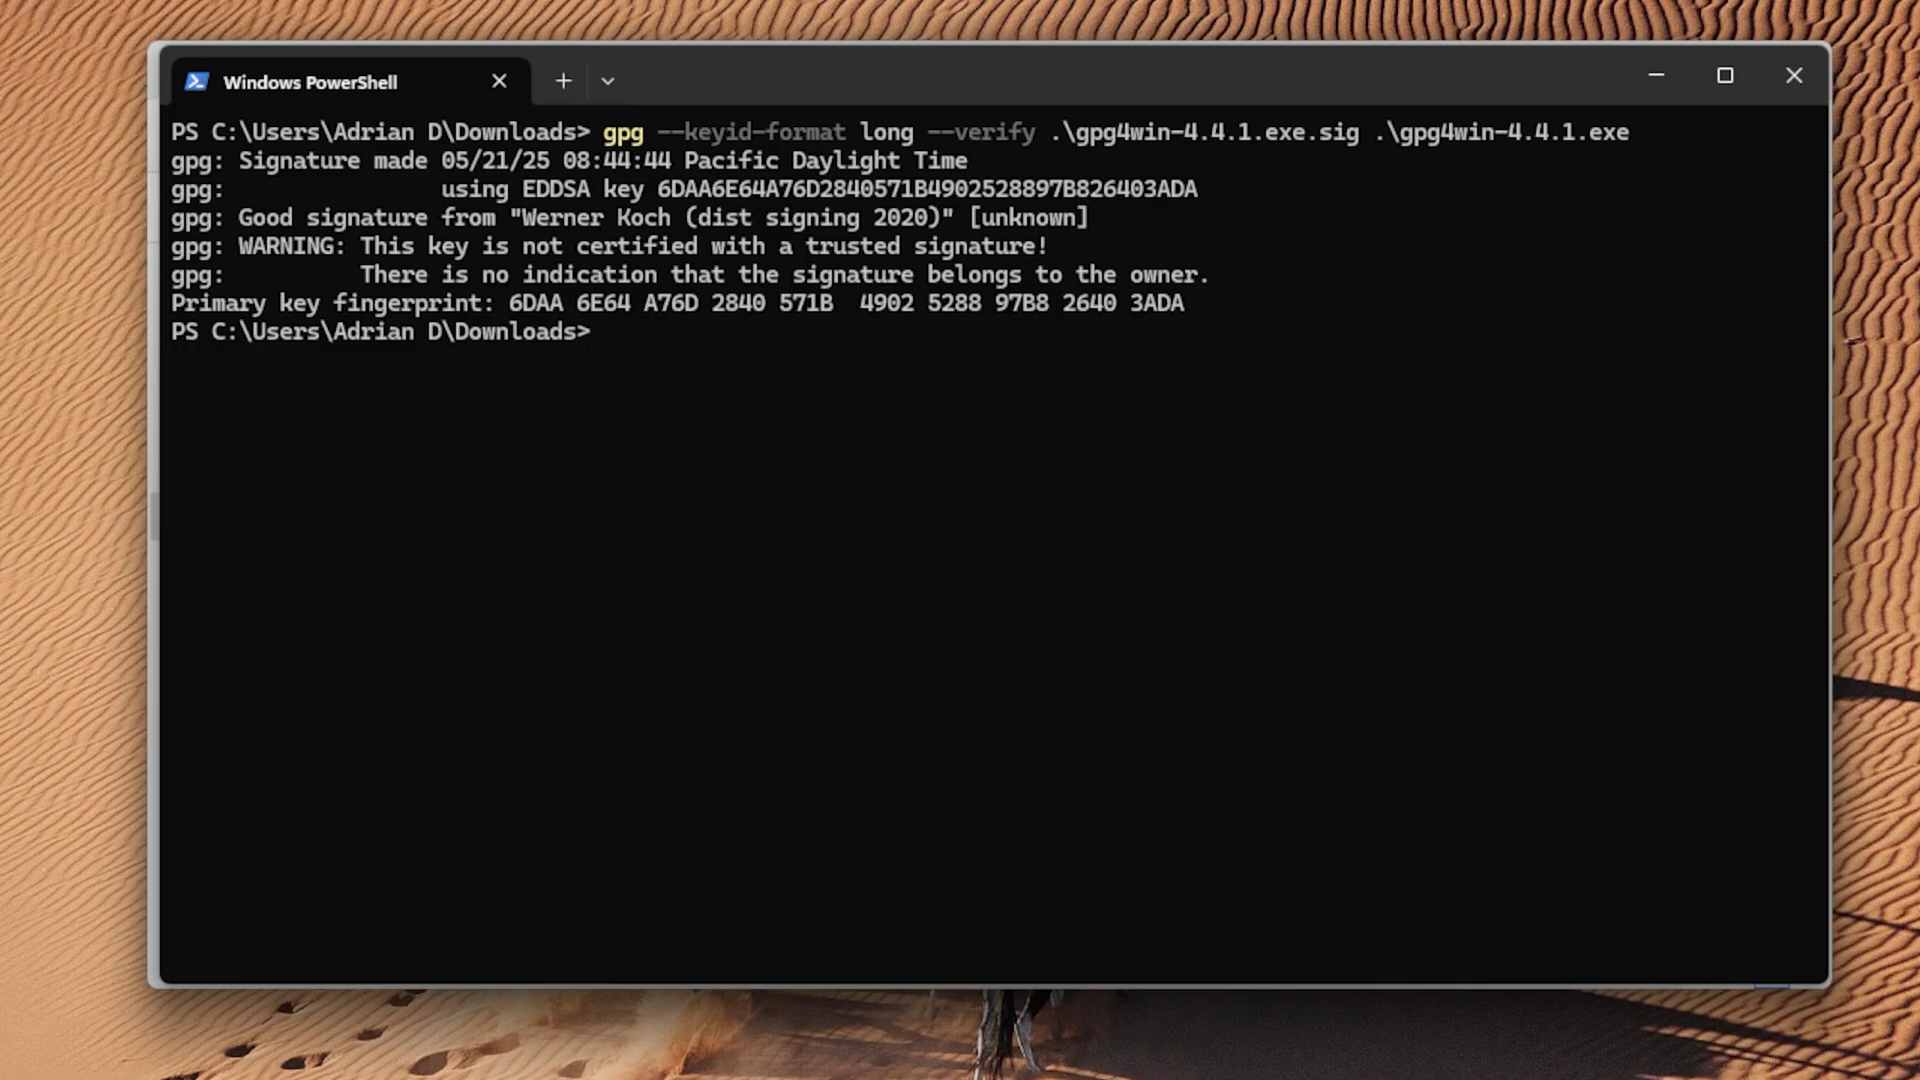 Windows PowerShell
PS C:\Users\Adrian D\Downloads> gpg --keyid-format long --verify .\gpg4win-4.4.1.exe.sig .\gpg4win-4.4.1.exe
gpg: Signature made 05/21/25 08:44:44 Pacific Daylight Time
gpg:                using EDDSA key 6DAA6E64A76D2840571B4902528897B826403ADA
gpg: Good signature from "Werner Koch (dist signing 2020)" [unknown]
gpg: WARNING: This key is not certified with a trusted signature!
gpg:          There is no indication that the signature belongs to the owner.
Primary key fingerprint: 6DAA 6E64 A76D 2840 571B  4902 5288 97B8 2640 3ADA
PS C:\Users\Adrian D\Downloads>